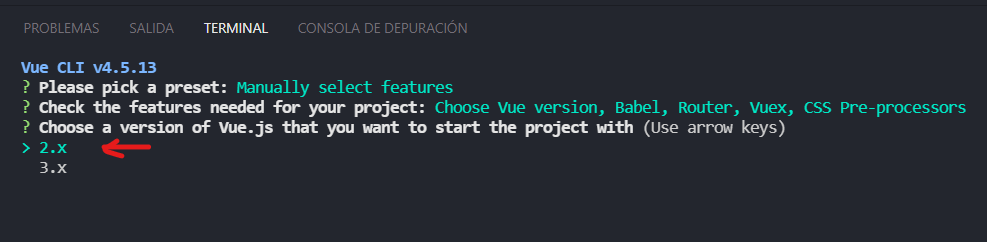 PROBLEMAS SALIDA TERMINAL CONSOLA DE DEPURACIÓN
Vue CLI v4.5.13
? Please pick a preset: Manually select features
? Check the features needed for your project: Choose Vue version, Babel, Router, Vuex, CSS Pre-processors
? Choose a version of Vue.js that you want to start the project with (Use arrow keys)
> 2.x
3.x